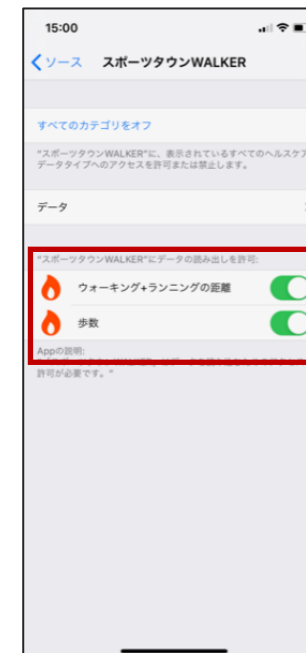 15:00
ソース スポーツタウンWALKER
すべてのカテゴリをオフ
"スポーツタウンWALKER"に、表示されているすべてのヘルスケア
データタイプへのアクセスを許可または禁止します。
データ
"スポーツタウンWALKER"にデータの読み出しを許可:
ウォーキング+ランニングの距離
歩数
Appの説明:
許可が必要です。"